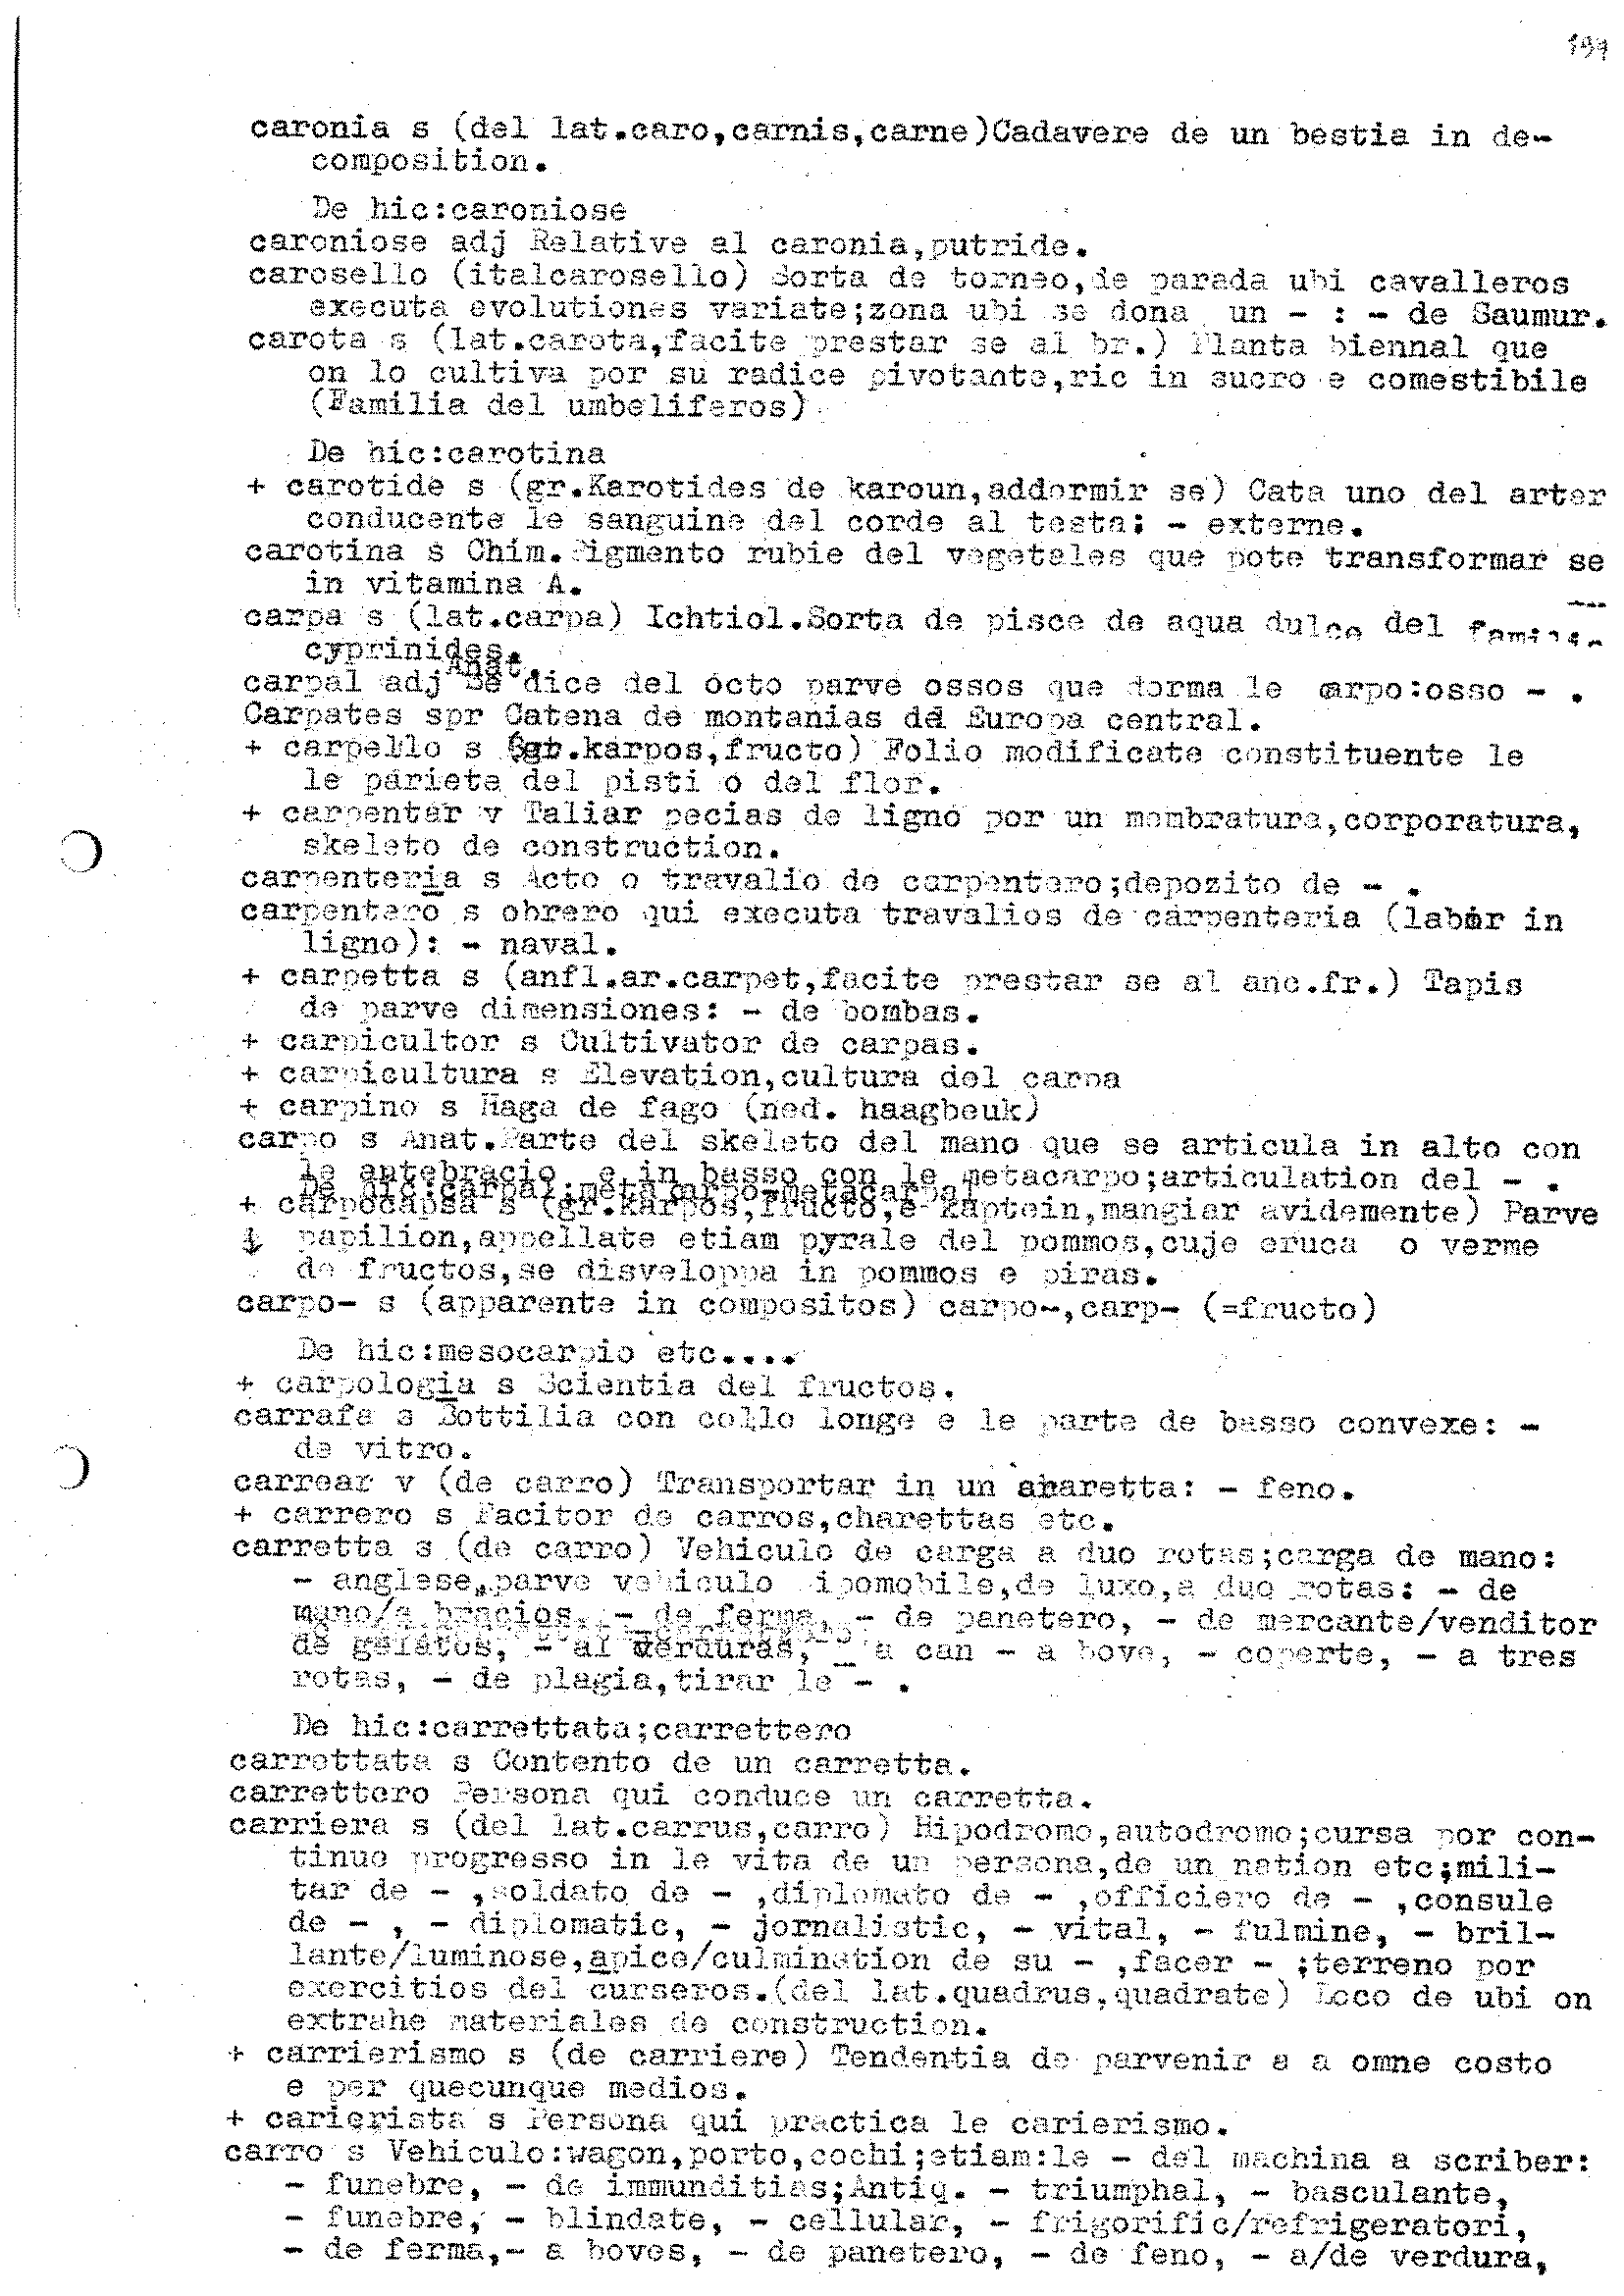 197
caronia s (del lat.caro,carnis,carne)Cadavere de un bestia in de-
composition.
De hic:caroniose
caroniose adj Relative al caronia,putride.
carosello (italcarosello) Sorta de torneo,de parada ubi cavalleros
executa evolutiones variate;zona ubi se dona un - : - de Saumur.
carota s (lat.carota,facite prestar se al br.) Planta biennal que
on lo cultiva por su radice pivotante,ric in sucro e comestibile
(Familia del umbeliferos)
De hic:carotina
+ carotide s (gr.Karotides de karoun,addormir se) Cata uno del arter
conducente le sanguine del corde al testa: - externe.
carotina s Chim.Pigmento rubie del vegetales que pote transformar se
in vitamina A.
carpa s (lat.carpa) Ichtiol.Sorta de pisce de aqua dulce del
cyprinides.
carpal adj Anat. Se dice del octo parve ossos que forma le carpo:osso - .
Carpates spr Catena de montanias de Europa central.
+ carpello s (gr.karpos,fructo) Folio modificate constituente le
le pariete del pisti o del flor.
+ carpentar v Taliar pecias de ligno por un membratura,corporatura,
skeleto de construction.
carpenteria s Acto o travalio de carpentero;deposito de - .
carpentero s obrero qui executa travalios de carpenteria (labor in
ligno): - naval.
+ carpetta s (anfl.ar.carpet,facite prestar se al anc.fr.) Tapis
de parve dimensiones: - de bombas.
+ carpicultor s Cultivator de carpas.
+ carpicultura s Elevation,cultura del carpa
+ carpino s Haga de fago (ned. haagbeuk)
carpo s Anat.Parte del skeleto del mano que se articula in alto con
le antebracio e in basso con le metacarpo;articulation del - .
De hic:carpal;metacarpo-metacarpal
+ carpocapsa s (gr.karpos,fructo,e kaptein,mangiar avidemente) Parve
papilion,appellate etiam pyrale del pommos,cuje eruca o verme
de fructos,se disveloppa in pommos e piras.
carpo- s (apparente in compositos) carpo-,carp- (=fructo)
De hic:mesocarpio etc....
+ carpologia s Scientia del fructos.
carrafa s Bottilia con collo longe e le parte de basso convexe: -
de vitro.
carrear v (de carro) Transportar in un charetta: - feno.
+ carrero s Facitor de carros,charettas etc.
carretta s (de carro) Vehiculo de carga a duo rotas;carga de mano:
- anglese,parve vehiculo ipomobile,de luxo,a duo rotas: - de
mano/a bracios, - de ferma, - de panetero, - de mercante/venditor
de gelatos, - al verduras, - a can - a bove, - coperte, - a tres
rotas, - de plagia,tirar le - .
De hic:carrettata;carrettero
carrettata s Contento de un carretta.
carrettero Persona qui conduce un carretta.
carriera s (del lat.carrus,carro) Hipodromo,autodromo;cursa por con-
tinue progresso in le vita de un persona,de un nation etc;mili-
tar de - ,soldato de - ,diplomato de - ,officiero de - ,consule
de - , - diplomatic, - jornalistic, - vital, - fulmine, - bril-
lante/luminose,apice/culmination de su - ,facer - ;terreno por
exercitios del curseros.(del lat.quadrus,quadrate) Loco de ubi on
extrahe materiales de construction.
+ carrierismo s (de carriere) Tendentia de parvenir a a omne costo
e per quecunque medios.
+ carierista s Persona qui practica le carierismo.
carro s Vehiculo:wagon,porto,cochi;etiam:le - del machina a scriber:
- funebre, - de immunditias;Antiq. - triumphal, - basculante,
- funebre, - blindate, - cellular, - frigorific/refrigeratori,
- de ferma,- a boves, - de panetero, - de feno, - a/de verdura,